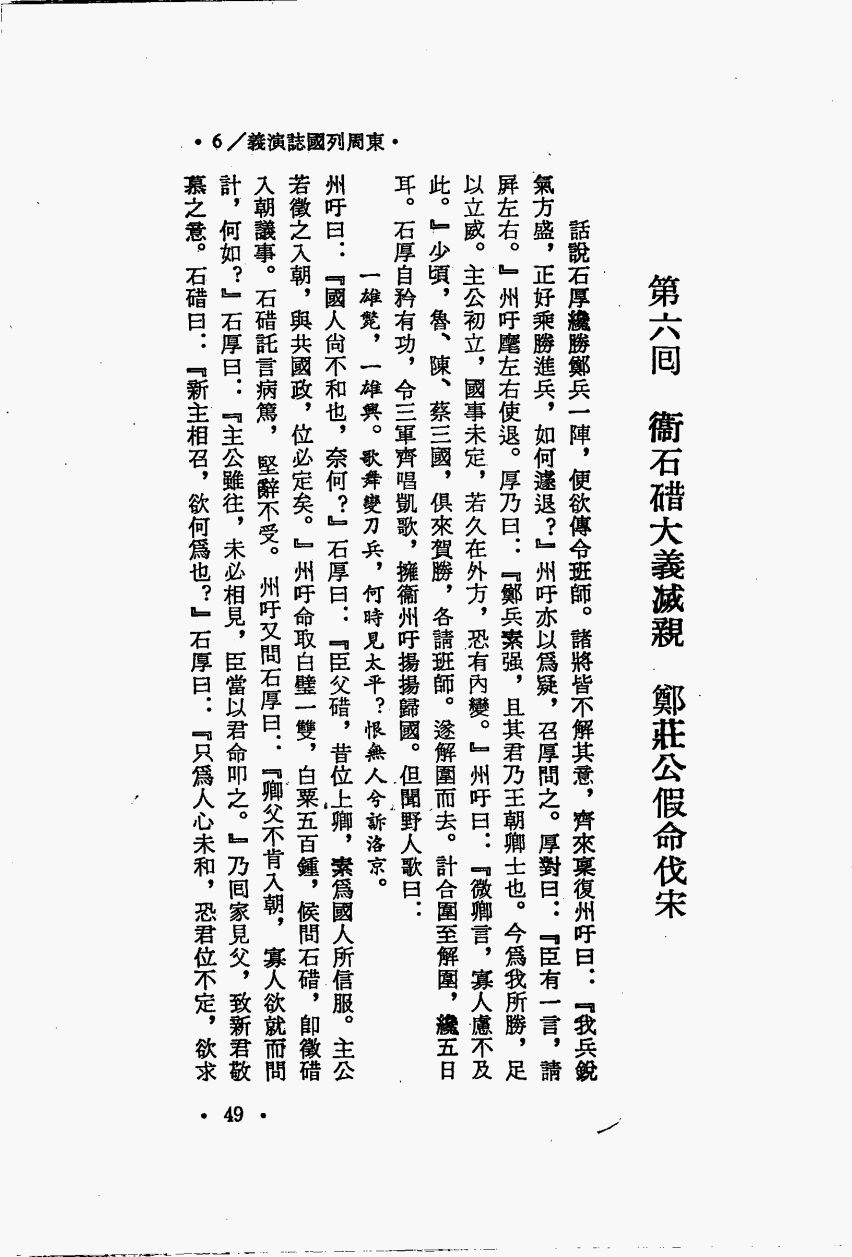 ·東周列國誌演義/6·
第六回　衞石碏大義滅親　鄭莊公假命伐宋
話說石厚纔勝鄭兵一陣，便欲傳令班師。諸將皆不解其意，齊來稟復州吁曰：『我兵銳
氣方盛，正好乘勝進兵，如何遽退？』州吁亦以爲疑，召厚問之。厚對曰：『臣有一言，請
屏左右。』州吁麾左右使退。厚乃曰：『鄭兵素强，且其君乃王朝卿士也。今爲我所勝，足
以立威。主公初立，國事未定，若久在外方，恐有內變。』州吁曰：『微卿言，寡人慮不及
此。』少頃，魯、陳、蔡三國，俱來賀勝，各請班師。遂解圍而去。計合圍至解圍，纔五日
耳。石厚自矜有功，令三軍齊唱凱歌，擁衞州吁揚揚歸國。但聞野人歌曰：
一雄斃，一雄興。歌舞變刀兵，何時見太平？恨無人兮訴洛京。
州吁曰：『國人尙不和也，奈何？』石厚曰：『臣父碏，昔位上卿，素爲國人所信服。主公
若徵之入朝，與共國政，位必定矣。』州吁命取白璧一雙，白粟五百鍾，候問石碏，卽徵碏
入朝議事。石碏託言病篤，堅辭不受。州吁又問石厚曰：『卿父不肯入朝，寡人欲就而問
計，何如？』石厚曰：『主公雖往，未必相見，臣當以君命叩之。』乃回家見父，致新君敬
慕之意。石碏曰：『新主相召，欲何爲也？』石厚曰：『只爲人心未和，恐君位不定，欲求
· 49 ·